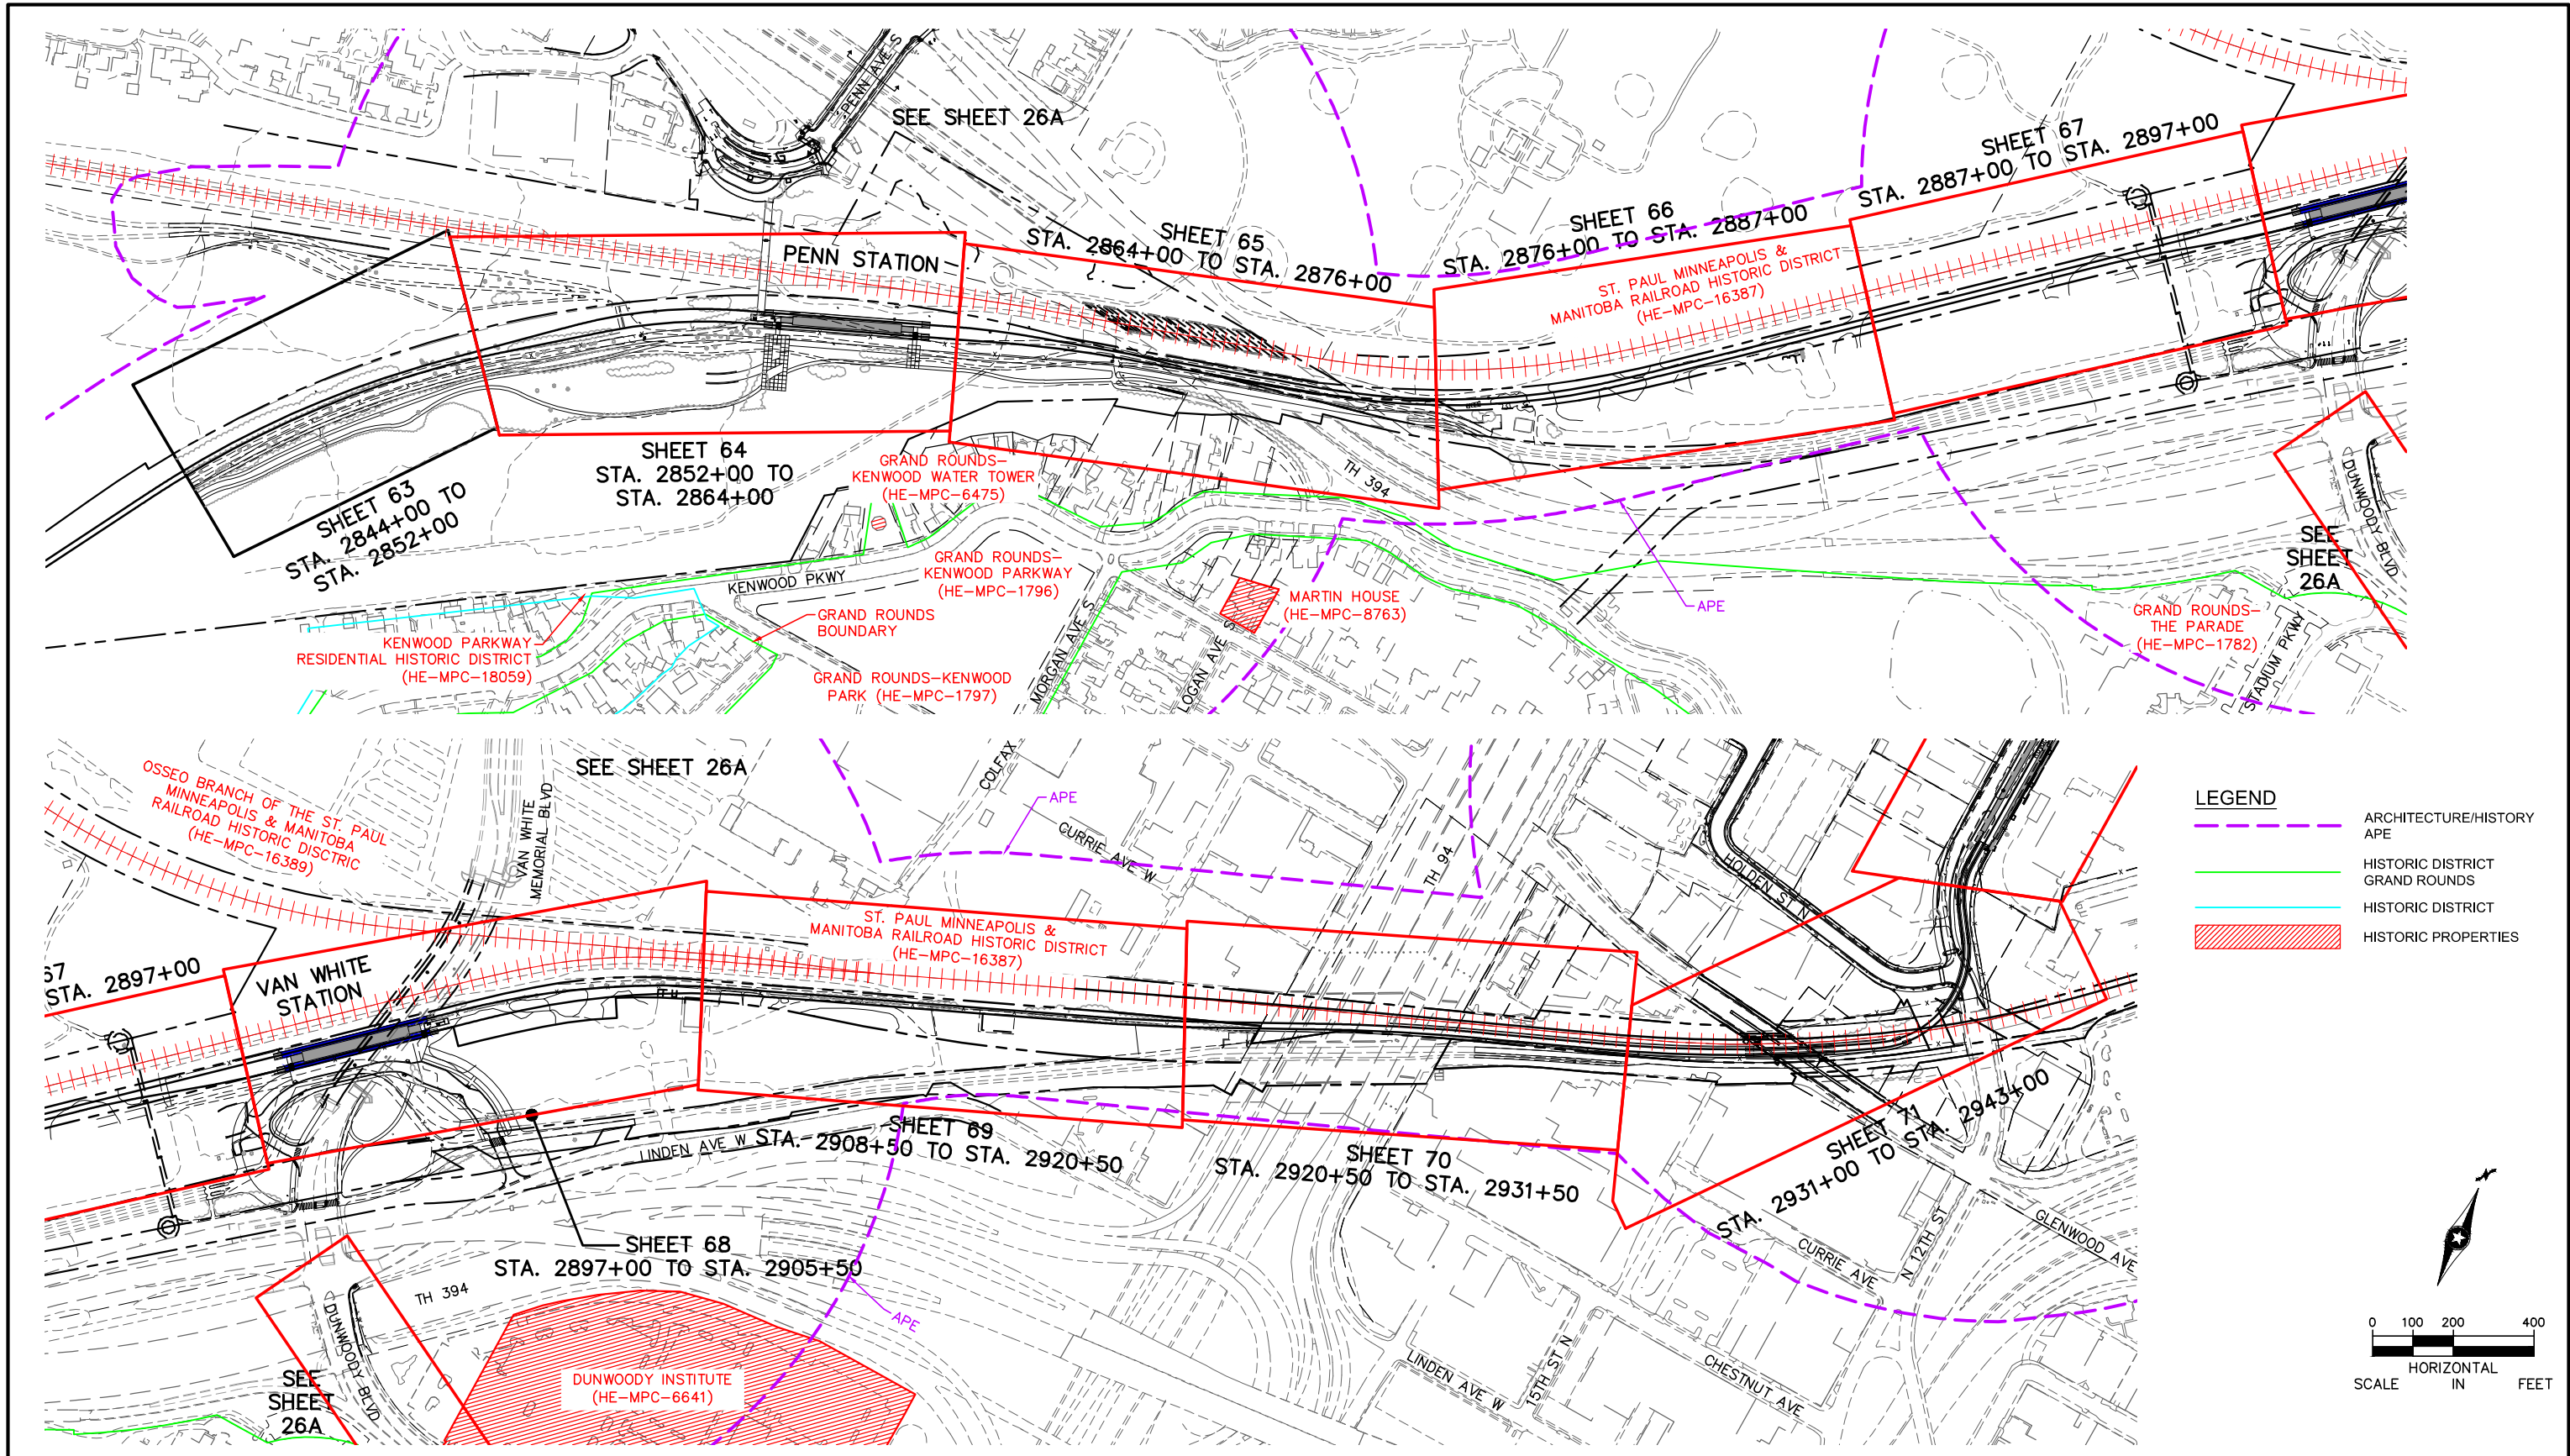 PENN AVE S
SEE SHEET 26A
PENN STATION
SHEET 65
STA. 2864+00 TO STA. 2876+00
SHEET 66
STA. 2876+00 TO STA. 2887+00
SHEET 67
STA. 2887+00 TO STA. 2897+00
ST. PAUL MINNEAPOLIS &
MANITOBA RAILROAD HISTORIC DISTRICT
(HE-MPC-16387)
SHEET 63
STA. 2844+00 TO
STA. 2852+00
SHEET 64
STA. 2852+00 TO
STA. 2864+00
GRAND ROUNDS-
KENWOOD WATER TOWER
(HE-MPC-6475)
TH 394
GRAND ROUNDS-
KENWOOD PARKWAY
(HE-MPC-1796)
KENWOOD PKWY
GRAND ROUNDS
BOUNDARY
KENWOOD PARKWAY
RESIDENTIAL HISTORIC DISTRICT
(HE-MPC-18059)
GRAND ROUNDS-KENWOOD
PARK (HE-MPC-1797)
MORGAN AVE S
LOGAN AVE S
MARTIN HOUSE
(HE-MPC-8763)
APE
DUNWOODY BLVD
SEE
SHEET
26A
GRAND ROUNDS-
THE PARADE
(HE-MPC-1782)
STADIUM PKWY
OSSEO BRANCH OF THE ST. PAUL
MINNEAPOLIS & MANITOBA
RAILROAD HISTORIC DISCTRIC
(HE-MPC-16389)
SEE SHEET 26A
VAN WHITE
MEMORIAL BLVD
COLFAX
APE
CURRIE AVE W
TH 94
HOLDEN ST N
67
STA. 2897+00
VAN WHITE
STATION
ST. PAUL MINNEAPOLIS &
MANITOBA RAILROAD HISTORIC DISTRICT
(HE-MPC-16387)
LINDEN AVE W
SHEET 69
STA. 2908+50 TO STA. 2920+50
SHEET 70
STA. 2920+50 TO STA. 2931+50
SHEET 71
STA. 2931+00 TO STA. 2943+00
SHEET 68
STA. 2897+00 TO STA. 2905+50
TH 394
DUNWOODY BLVD
SEE
SHEET
26A
DUNWOODY INSTITUTE
(HE-MPC-6641)
APE
LINDEN AVE W
15TH ST N
CHESTNUT AVE
CURRIE AVE
N 12TH ST
GLENWOOD AVE
LEGEND
ARCHITECTURE/HISTORY
APE
HISTORIC DISTRICT
GRAND ROUNDS
HISTORIC DISTRICT
HISTORIC PROPERTIES
0 100 200 400
HORIZONTAL
SCALE IN FEET